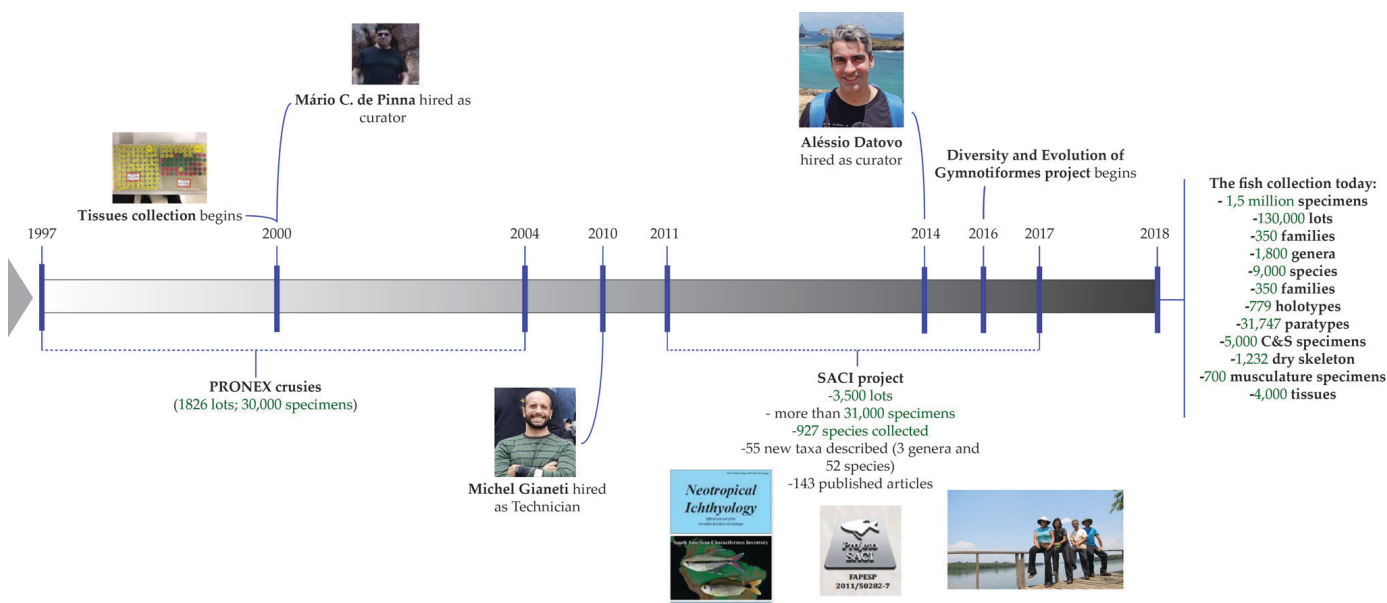 Mário C. de Pinna hired as
curator
Tissues collection begins
Aléssio Datovo
hired as curator
Diversity and Evolution of
Gymnotiformes project begins
1997
2000
2004
2010
2011
2014
2016
2017
2018
PRONEX crusies
(1826 lots; 30,000 specimens)
Michel Gianeti hired
as Technician
SACI project
-3,500 lots
- more than 31,000 specimens
-927 species collected
-55 new taxa described (3 genera and
52 species)
-143 published articles
Neotropical
Ichthyology
South American Characiformes Inventory
Projeto
SACI
FAPESP
2011/50282-7
The fish collection today:
- 1,5 million specimens
-130,000 lots
-350 families
-1,800 genera
-9,000 species
-350 families
-779 holotypes
-31,747 paratypes
-5,000 C&S specimens
-1,232 dry skeleton
-700 musculature specimens
-4,000 tissues